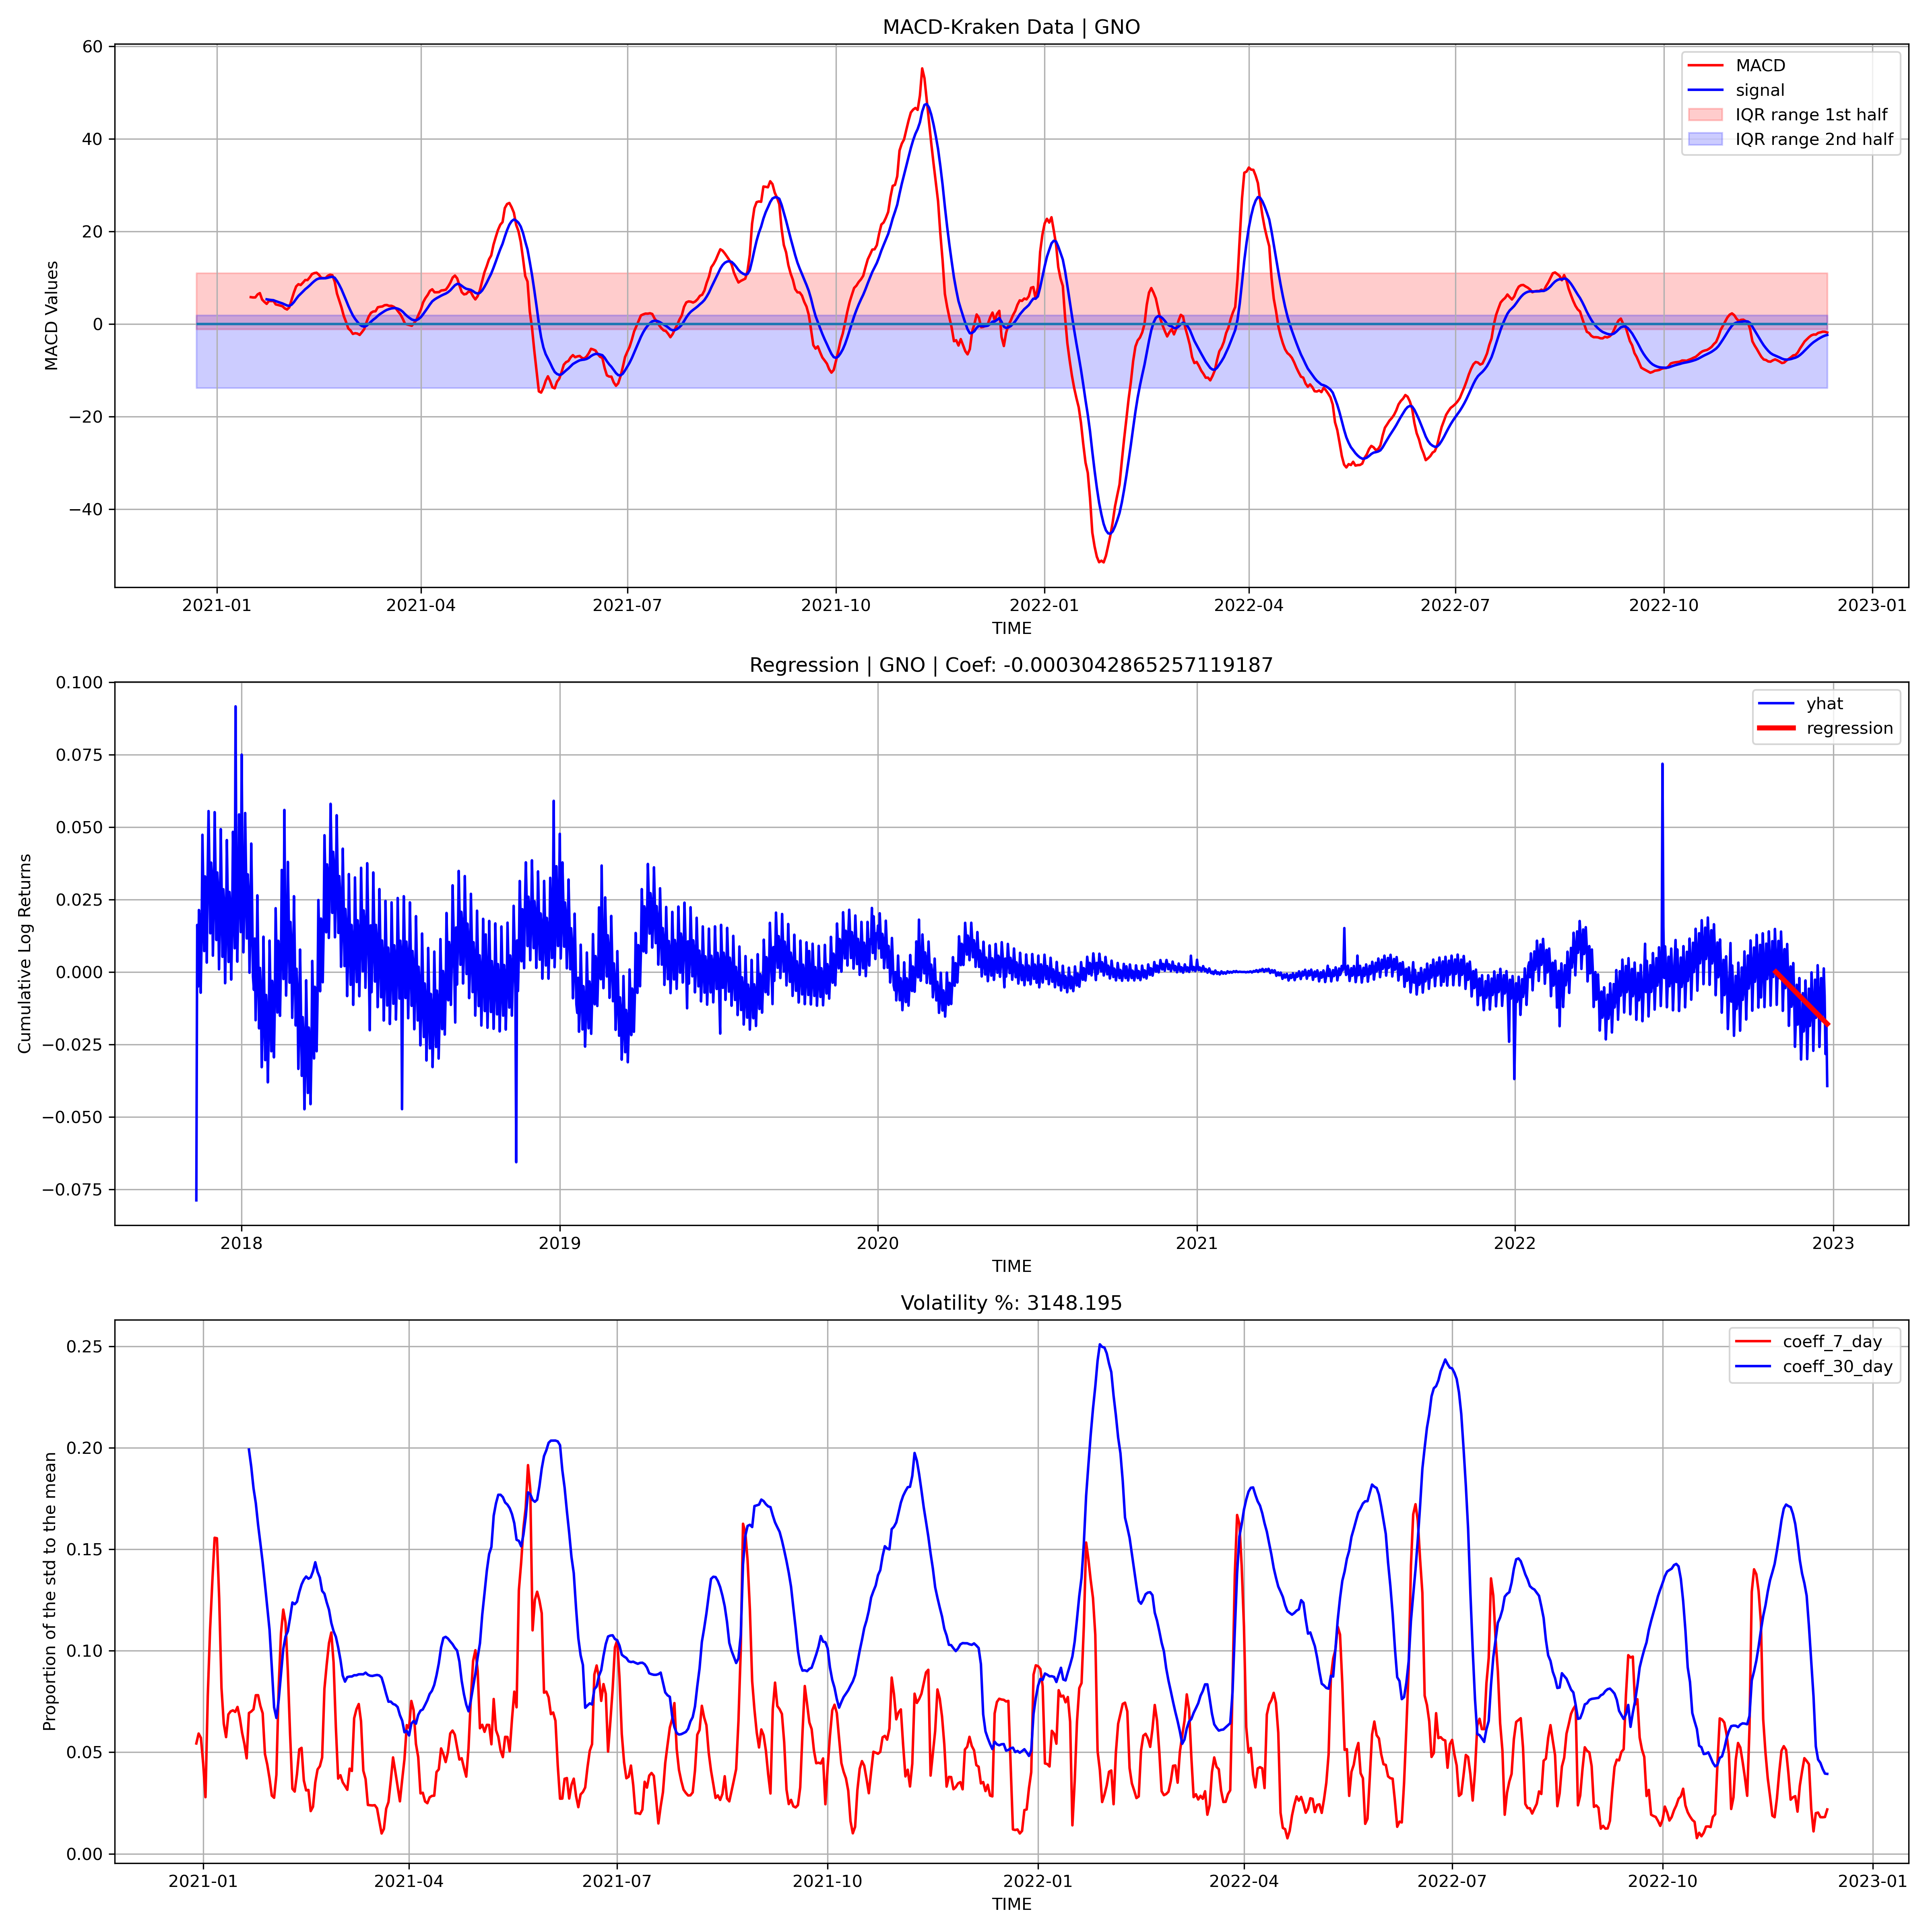 MACD-Kraken Data | GNO
60
40
20
0
−20
−40
MACD Values
MACD
signal
IQR range 1st half
IQR range 2nd half
2021-01 2021-04 2021-07 2021-10 2022-01 2022-04 2022-07 2022-10 2023-01
TIME
Regression | GNO | Coef: -0.0003042865257119187
0.100
0.075
0.050
0.025
0.000
−0.025
−0.050
−0.075
Cumulative Log Returns
yhat
regression
2018 2019 2020 2021 2022 2023
TIME
Volatility %: 3148.195
0.25
0.20
0.15
0.10
0.05
0.00
Proportion of the std to the mean
coeff_7_day
coeff_30_day
2021-01 2021-04 2021-07 2021-10 2022-01 2022-04 2022-07 2022-10 2023-01
TIME